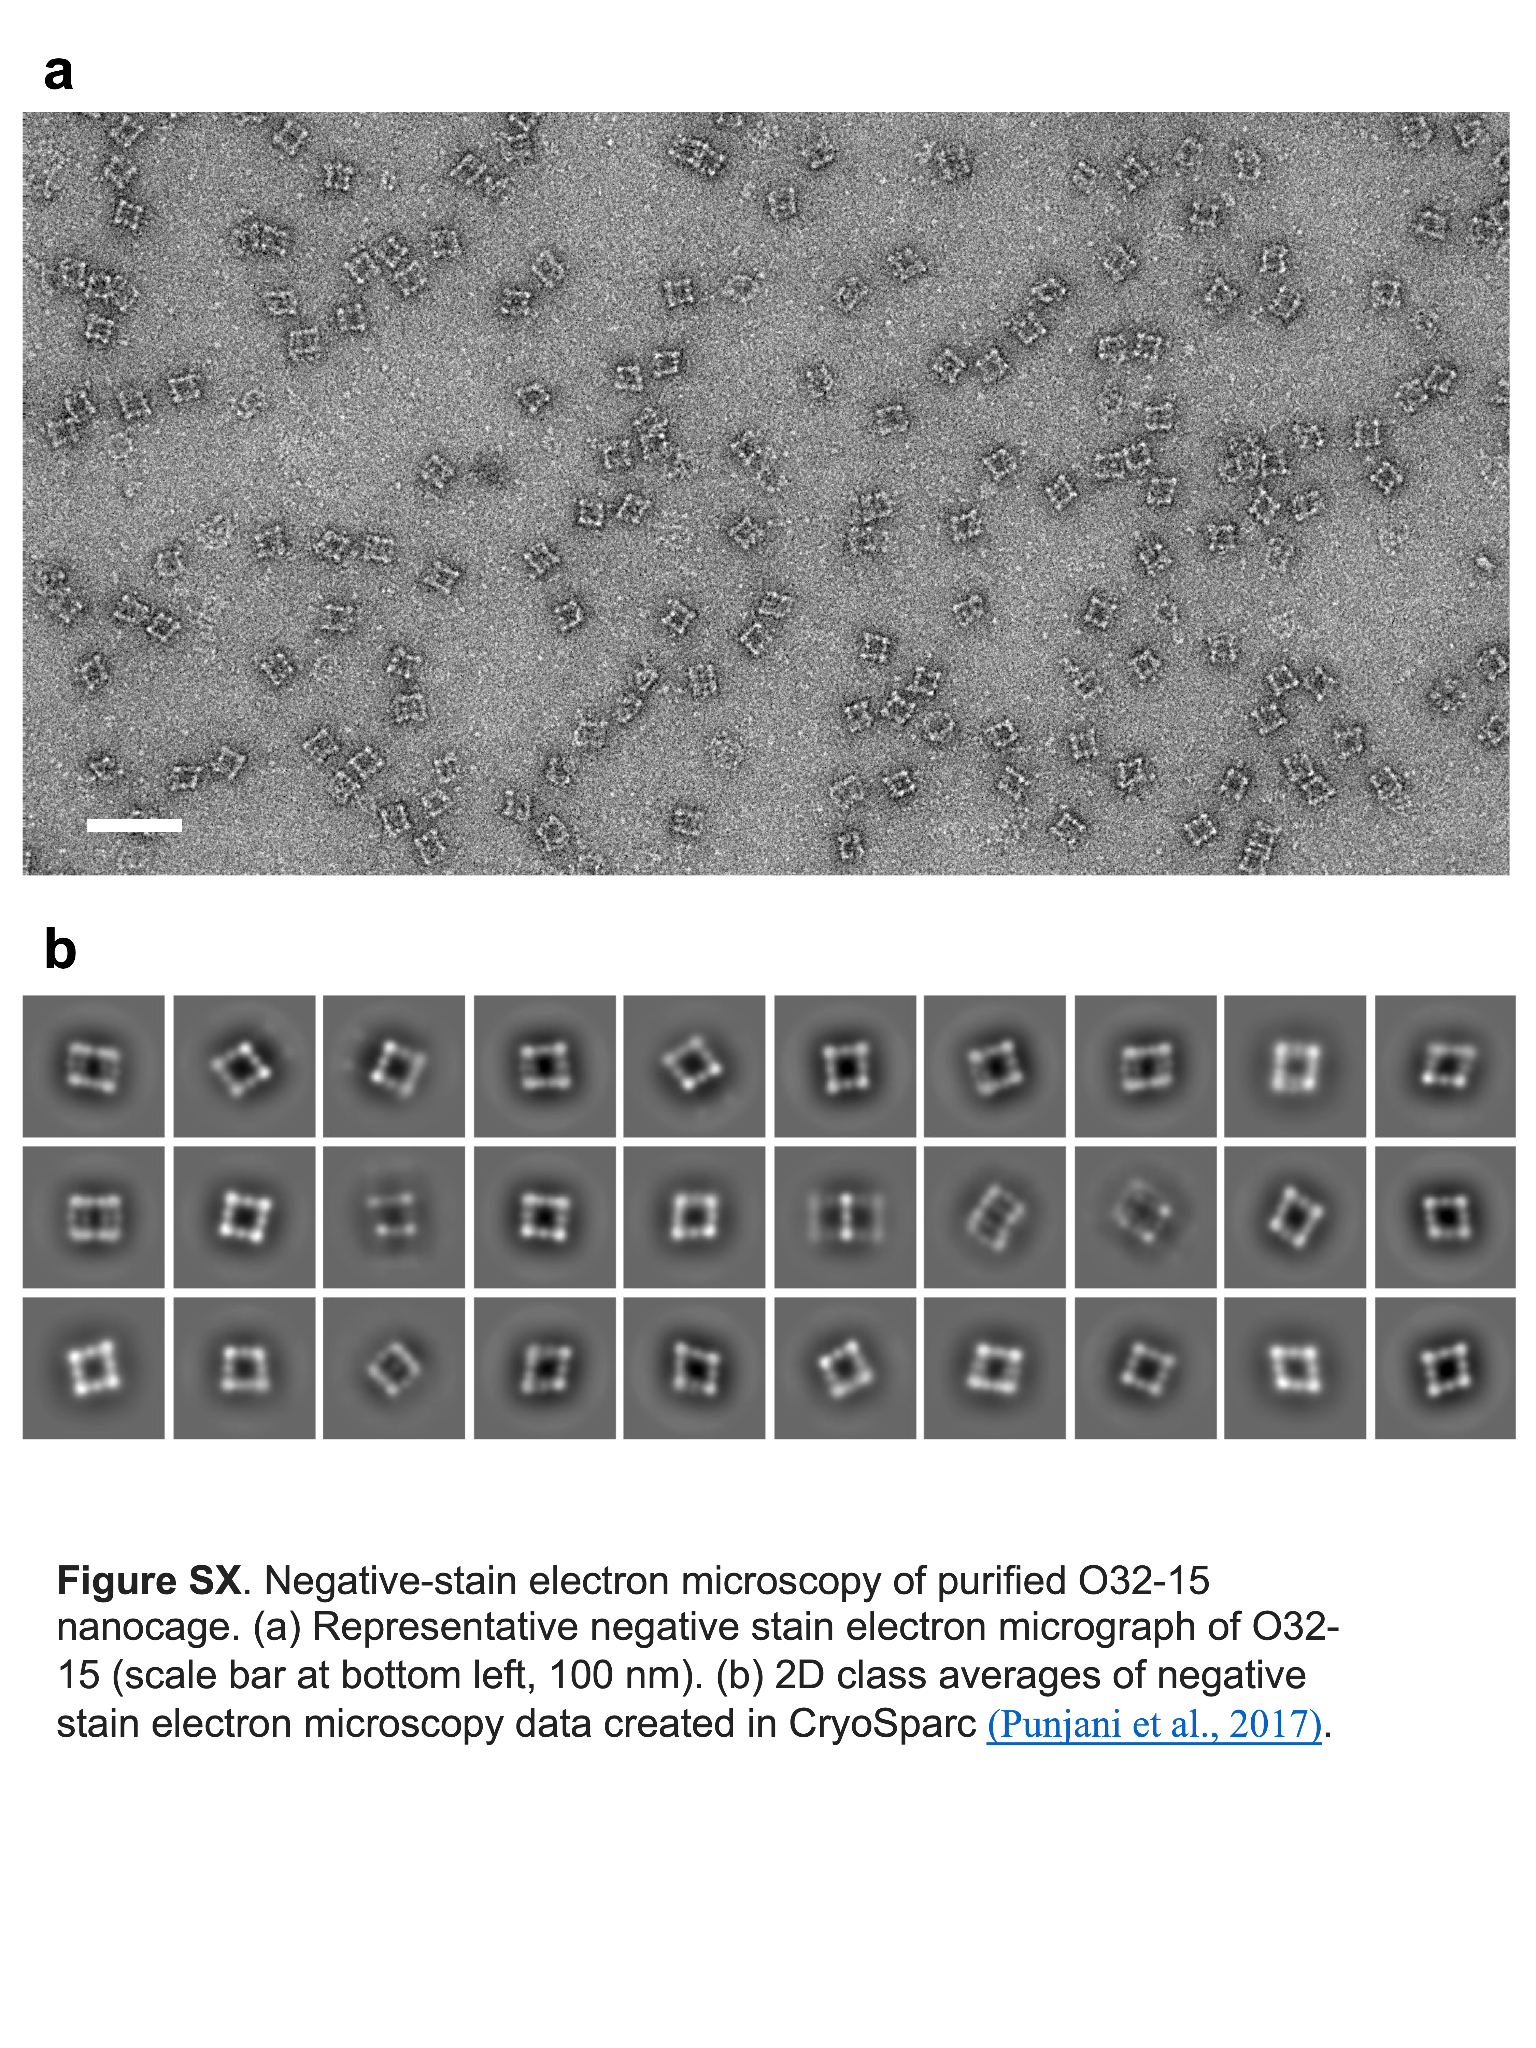 a
b
Figure SX. Negative-stain electron microscopy of purified O32-15
nanocage. (a) Representative negative stain electron micrograph of O32-
15 (scale bar at bottom left, 100 nm). (b) 2D class averages of negative
stain electron microscopy data created in CryoSparc (Punjani et al., 2017).